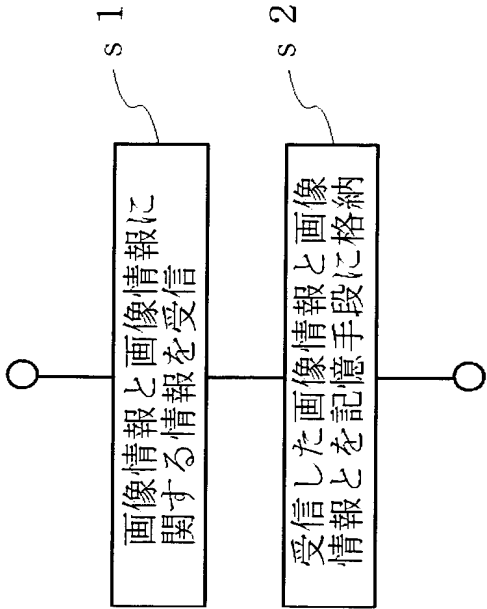 画像情報と画像情報に
関する情報を受信
s 1
受信した画像情報と画像
情報とを記憶手段に格納
s 2